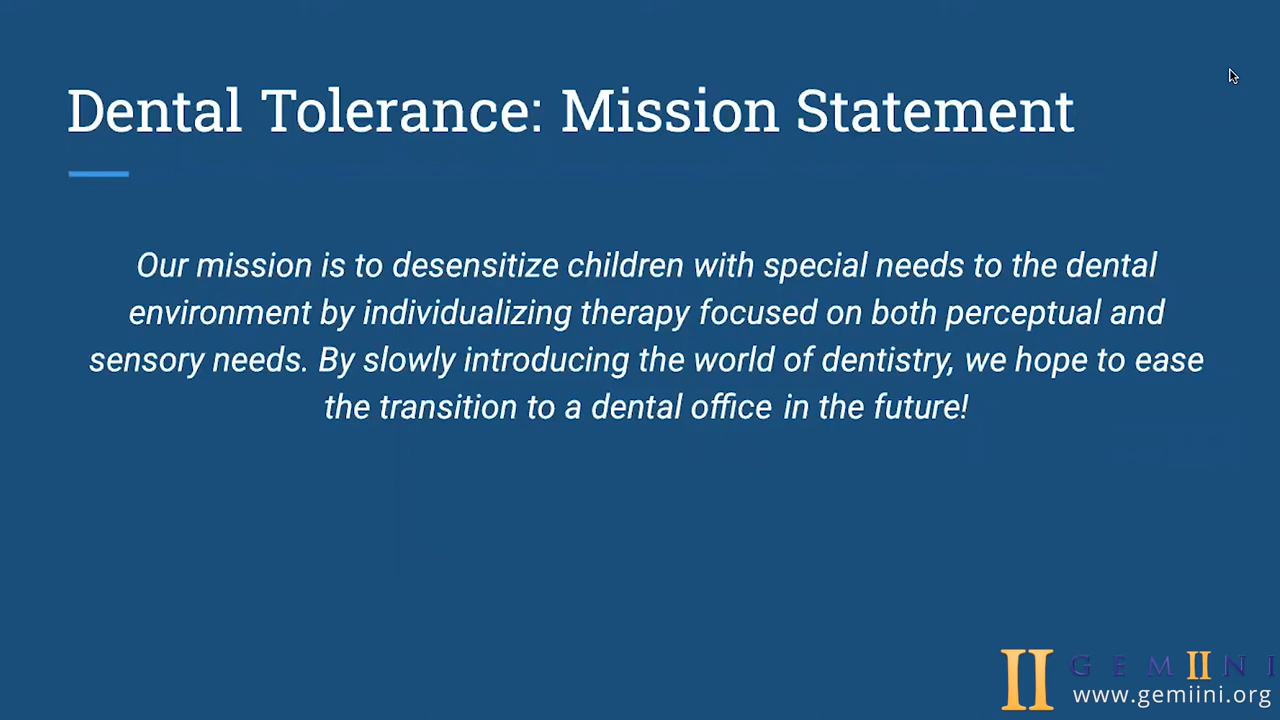 Dental Tolerance: Mission Statement
Our mission is to desensitize children with special needs to the dental
environment by individualizing therapy focused on both perceptual and
sensory needs. By slowly introducing the world of dentistry, we hope to ease
the transition to a dental office in the future!
II GEMIINI
www.gemiini.org